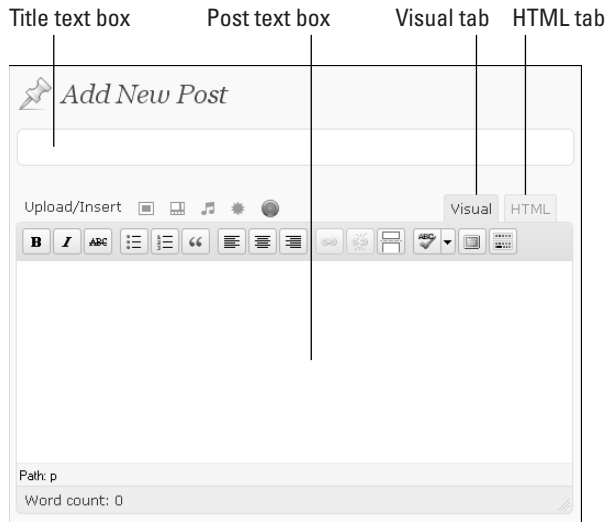 Title text box Post text box Visual tab HTML tab
Add New Post
Upload/Insert Visual HTML
B I ABC ABC
Path: p
Word count: 0